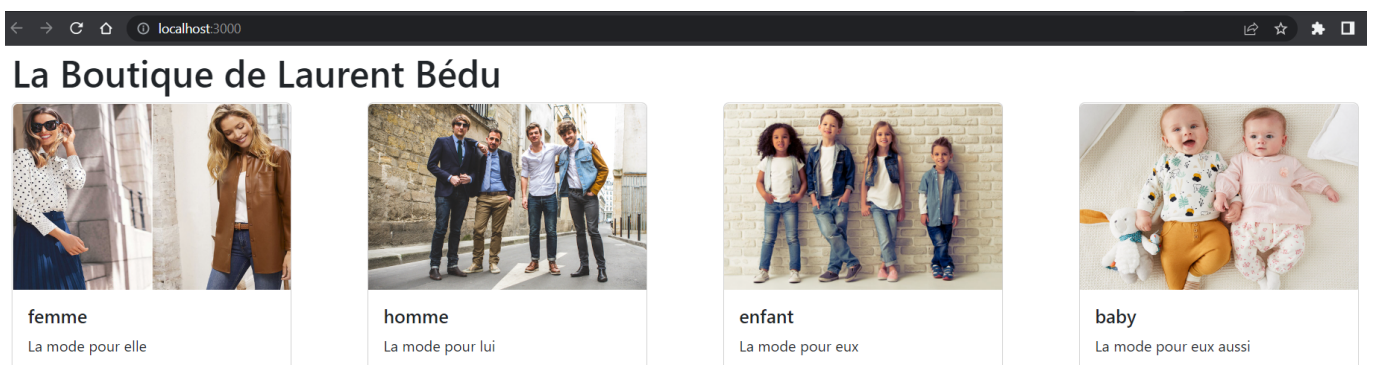 localhost:3000
La Boutique de Laurent Bédu
femme
La mode pour elle
homme
La mode pour lui
enfant
La mode pour eux
baby
La mode pour eux aussi